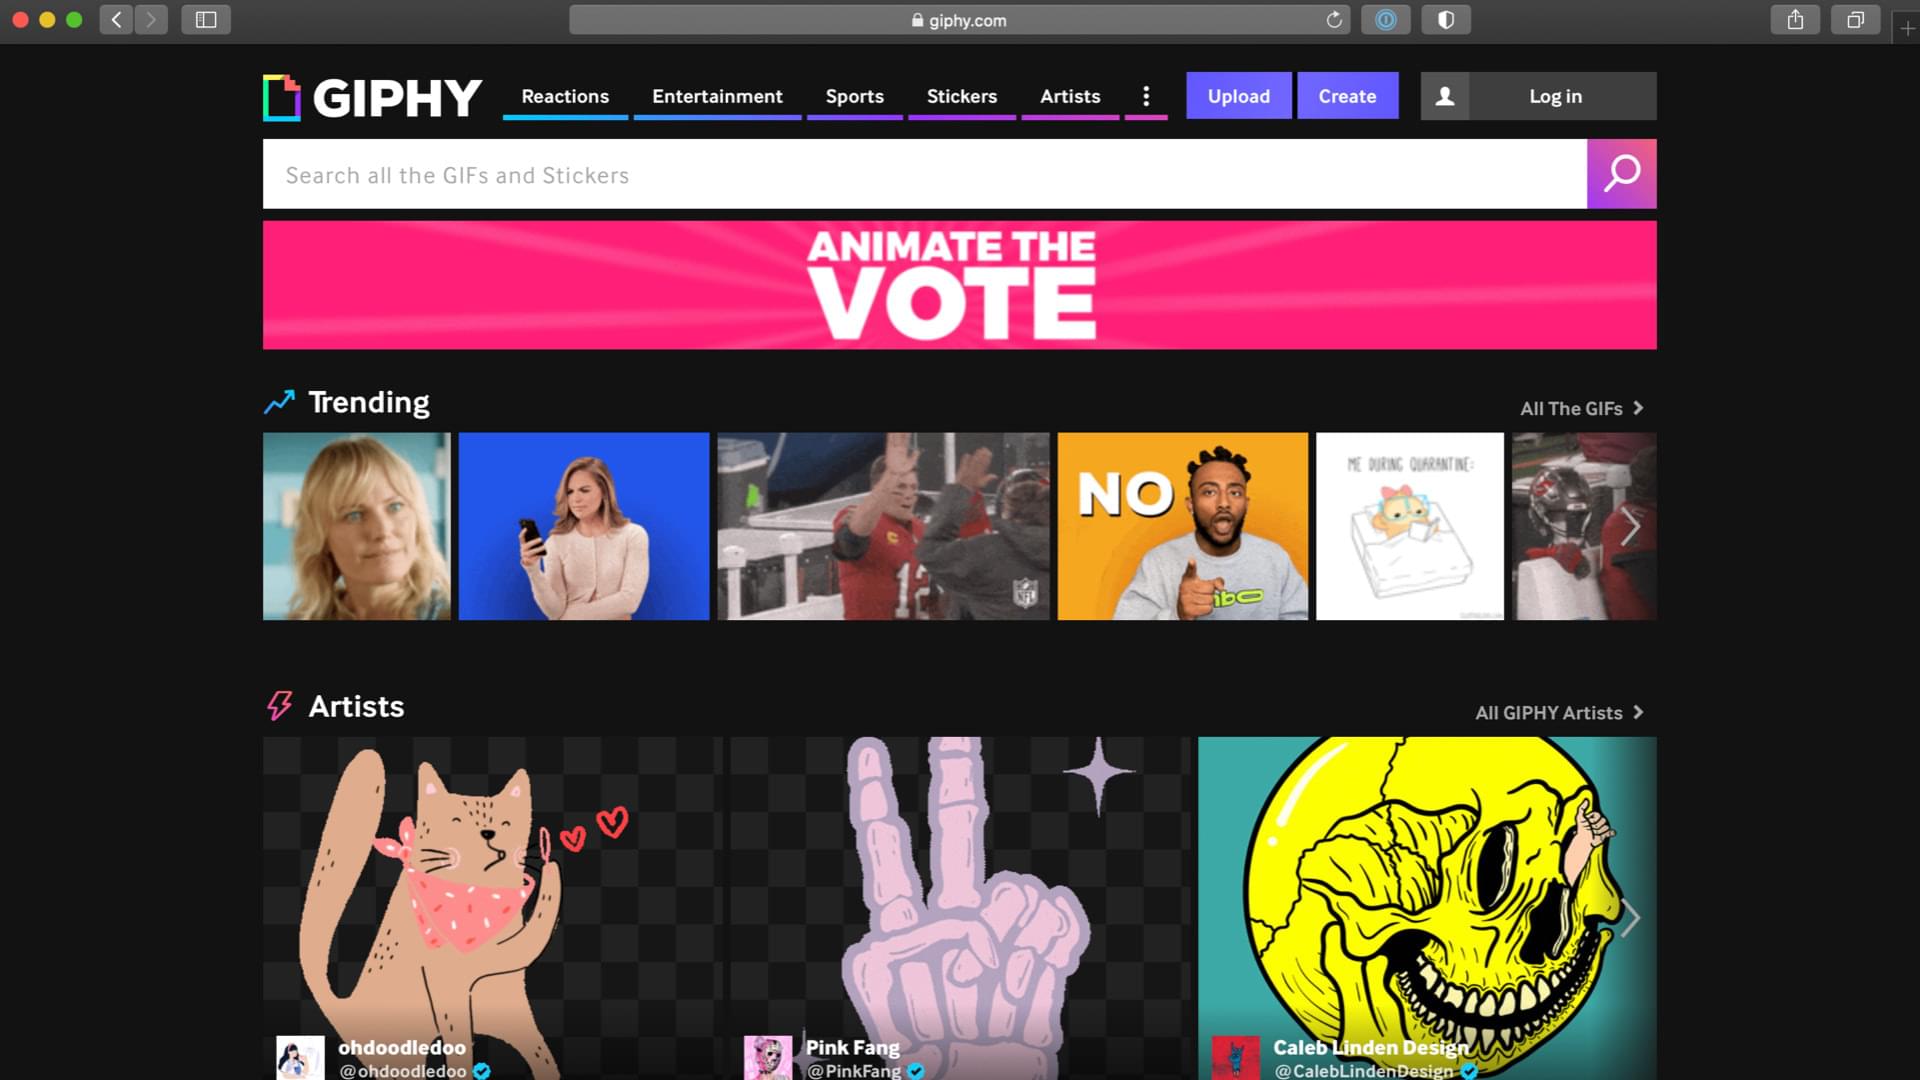 giphy.com
GIPHY
Reactions
Entertainment
Sports
Stickers
Artists
Upload
Create
Log in
Search all the GIFs and Stickers
ANIMATE THE
VOTE
Trending
All The GIFs
NFL
12
NO
ME DURING QUARANTINE:
Artists
All GIPHY Artists
ohdoodledoo
@ohdoodledoo
Pink Fang
@PinkFang
Caleb Linden Design
@CalebLindenDesign